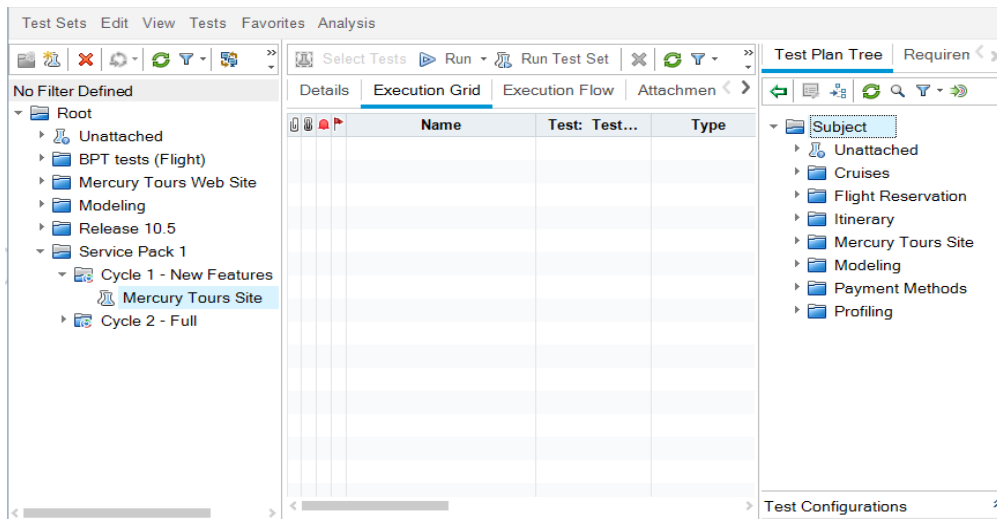 Test Sets Edit View Tests Favorites Analysis
No Filter Defined
Root
Unattached
BPT tests (Flight)
Mercury Tours Web Site
Modeling
Release 10.5
Service Pack 1
Cycle 1 - New Features
Mercury Tours Site
Cycle 2 - Full
Select Tests Run Run Test Set
Details Execution Grid Execution Flow Attachmen
Name Test: Test... Type
Test Plan Tree Requiren
Subject
Unattached
Cruises
Flight Reservation
Itinerary
Mercury Tours Site
Modeling
Payment Methods
Profiling
Test Configurations